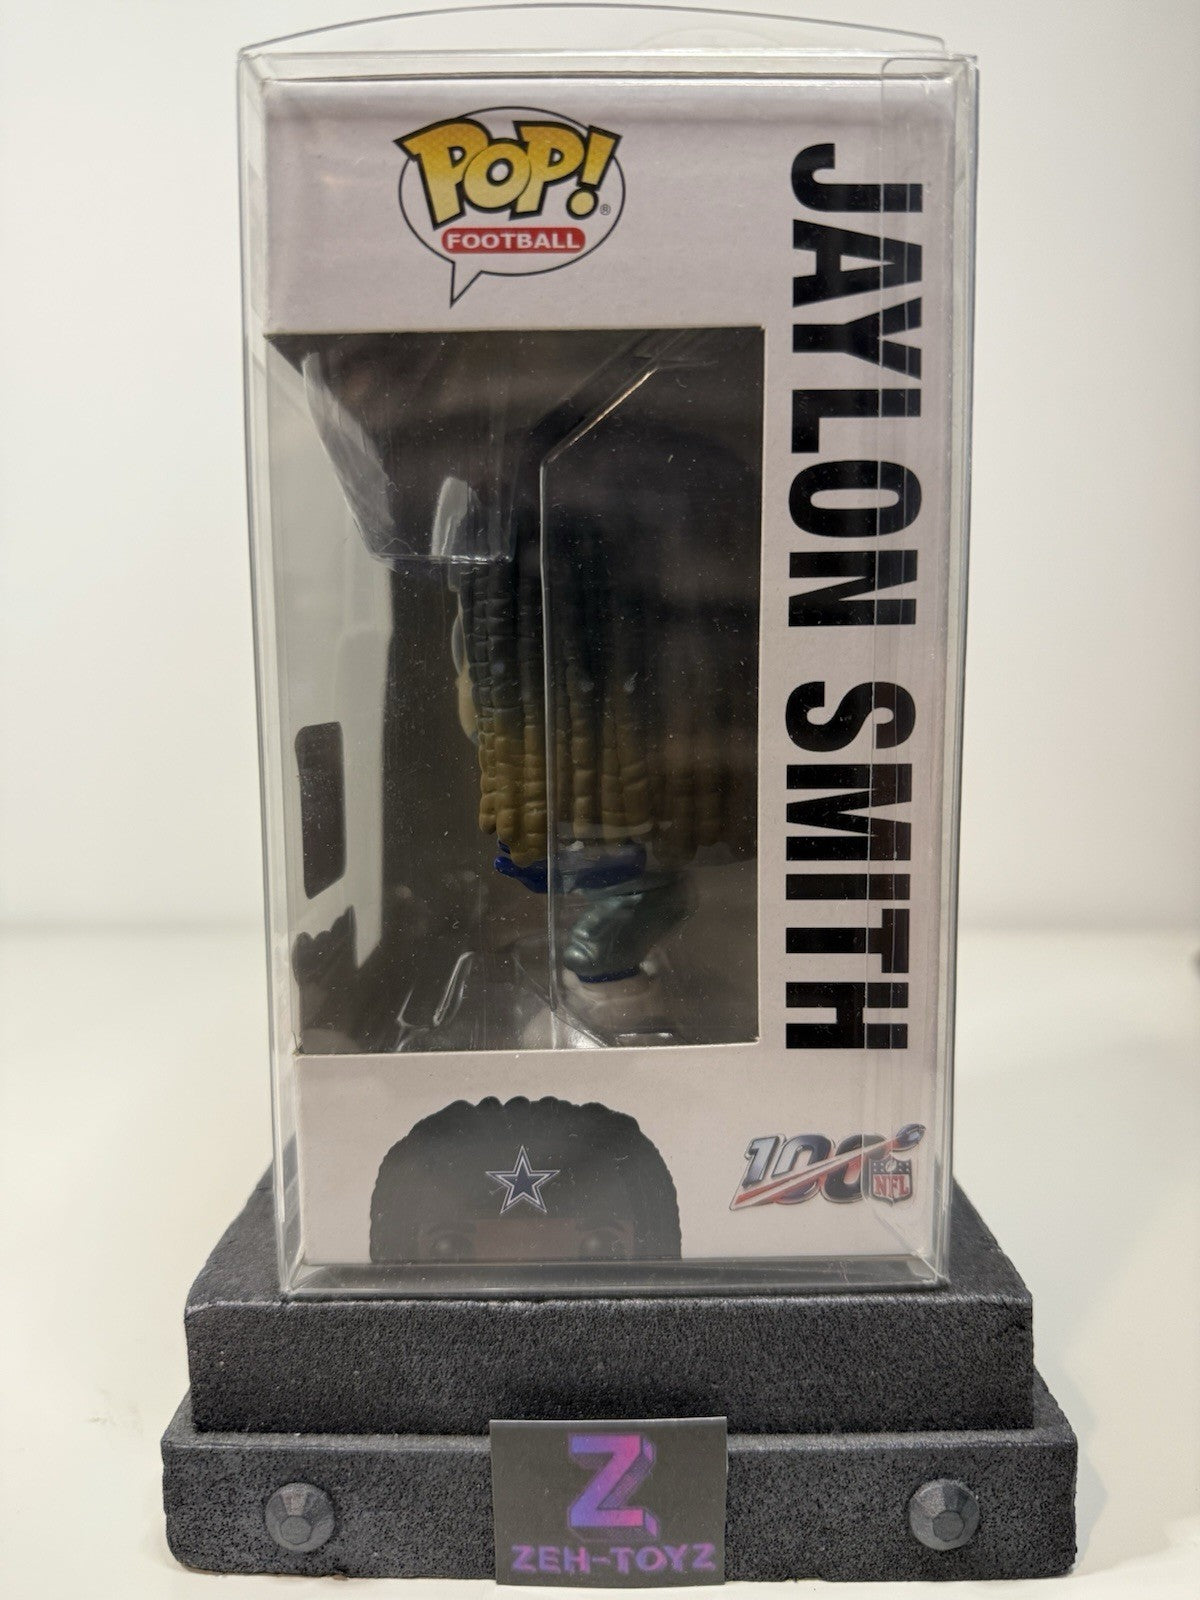 POP!®
FOOTBALL
JAYLON SMITH
100
NFL
Z
ZEH-TOYZ